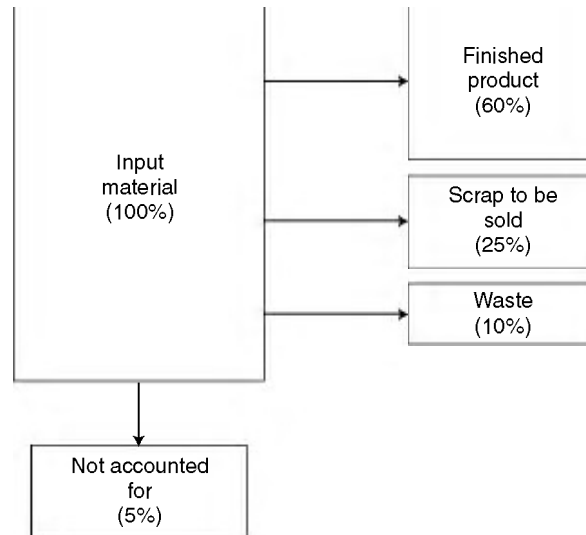 Input
material
(100%)
Finished
product
(60%)
Scrap to be
sold
(25%)
Waste
(10%)
Not accounted
for
(5%)